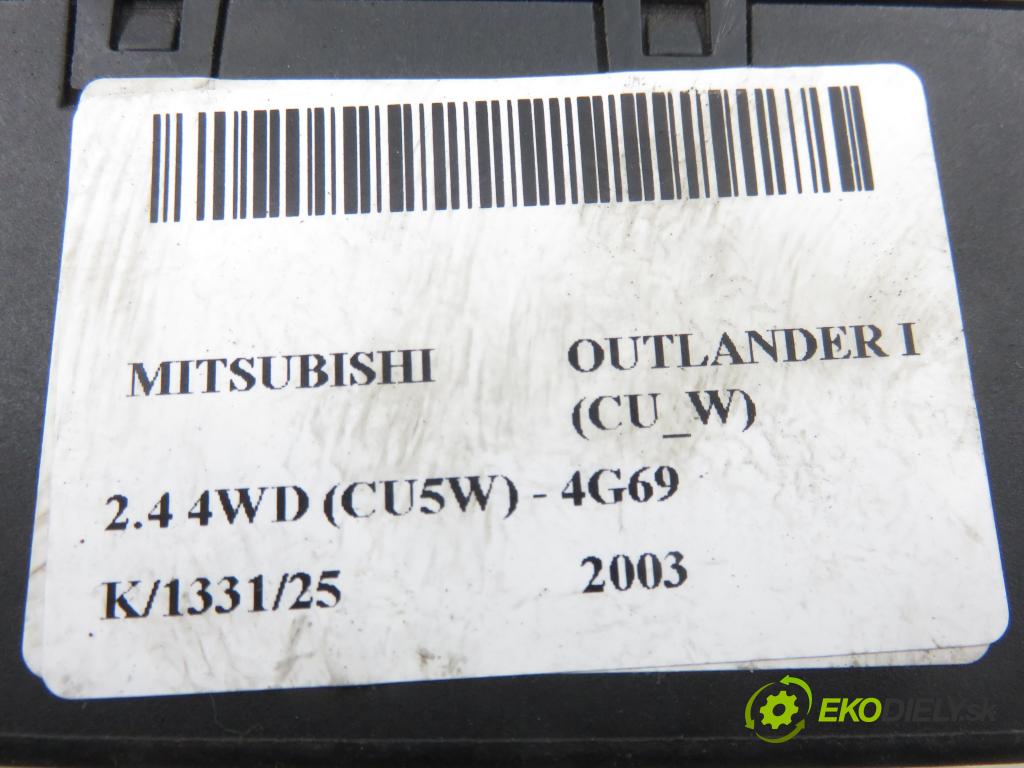 MITSUBISHI OUTLANDER I
(CU_W)
2.4 4WD (CU5W) - 4G69
K/1331/25 2003
EKODIELY.sk